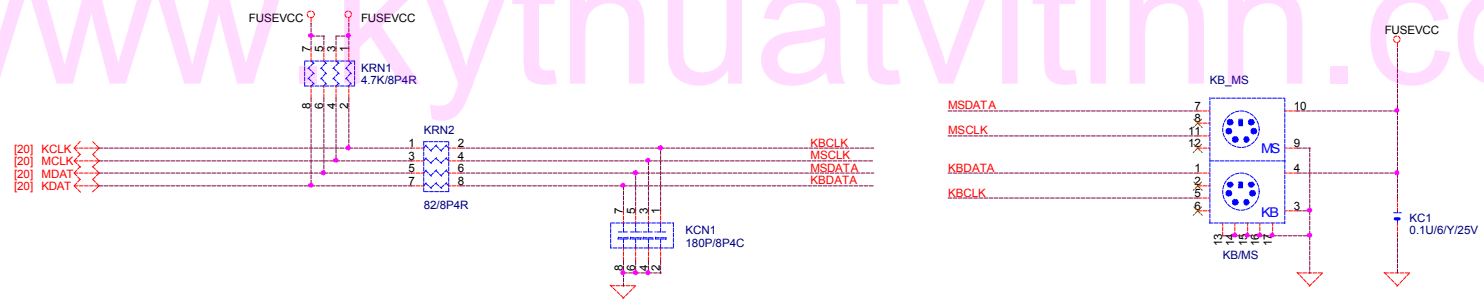 www.kythuatvitinh.co
FUSEVCC
FUSEVCC
7
5
3
1
KRN1
4.7K/8P4R
8
6
4
2
[20] KCLK
[20] MCLK
[20] MDAT
[20] KDAT
KRN2
1
3
5
7
2
4
6
8
82/8P4R
KBCLK
MSCLK
MSDATA
KBDATA
7
5
3
1
KCN1
180P/8P4C
8
6
4
2
FUSEVCC
KB_MS
MSDATA
MSCLK
KBDATA
KBCLK
7
8
11
12
1
2
5
6
10
9
4
3
MS
KB
13
14
15
16
17
KB/MS
KC1
0.1U/6/Y/25V